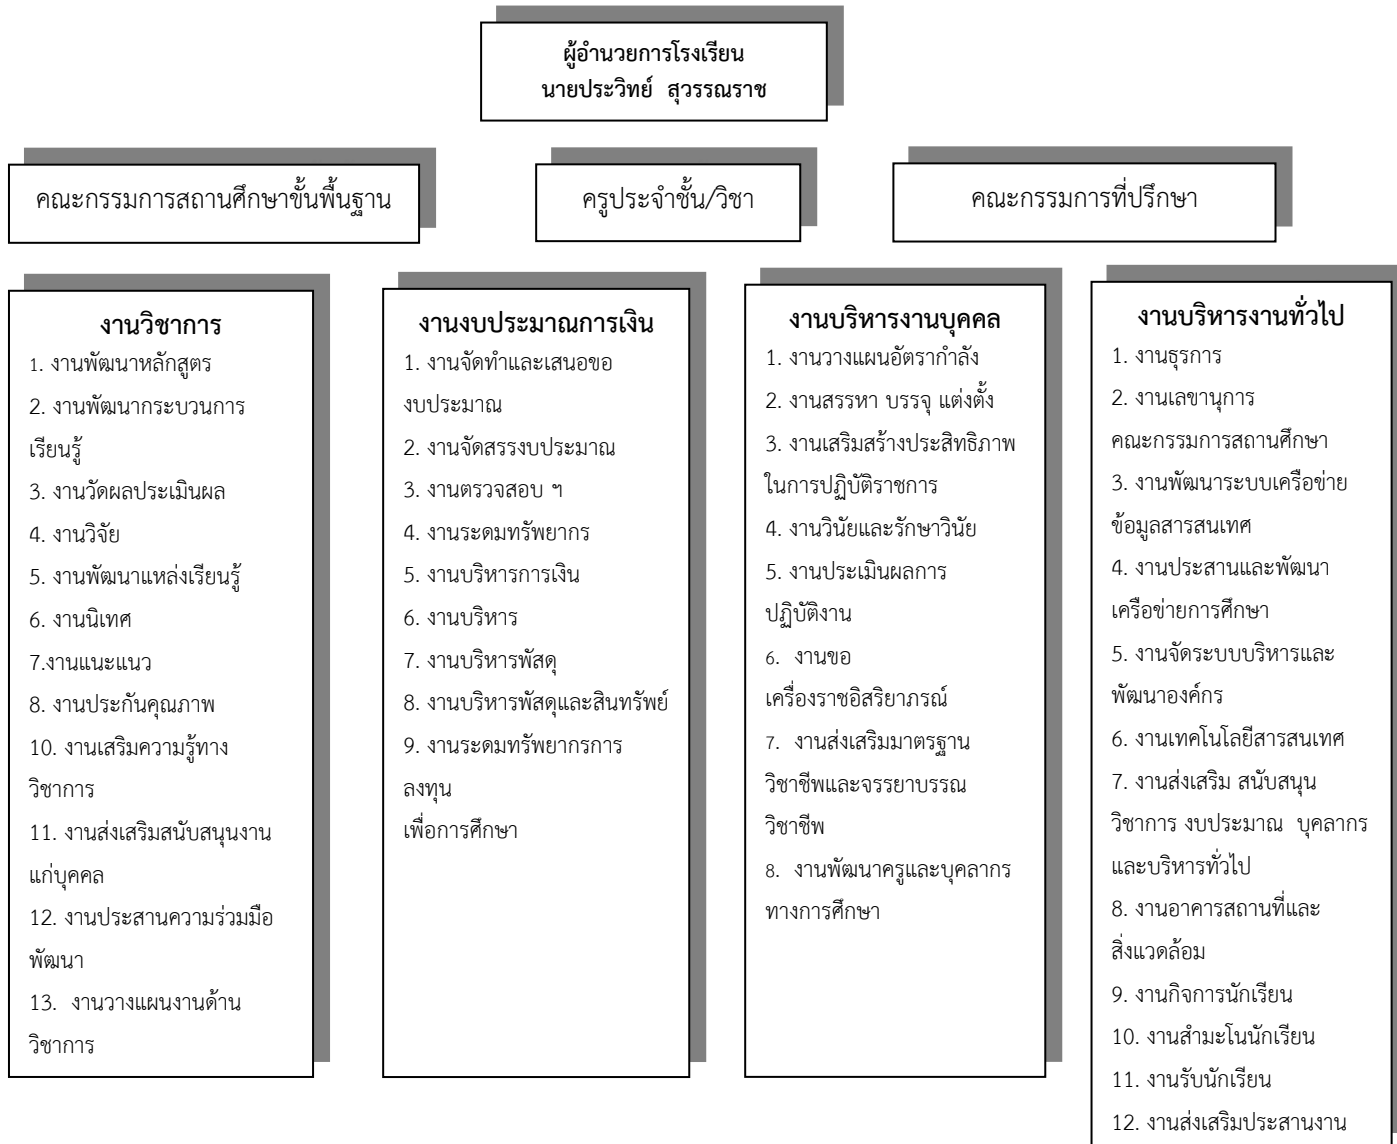 ผู้อำนวยการโรงเรียน
นายประวิทย์  สุวรรณราช
คณะกรรมการสถานศึกษาขั้นพื้นฐาน
ครูประจำชั้น/วิชา
คณะกรรมการที่ปรึกษา
งานวิชาการ
1. งานพัฒนาหลักสูตร
2. งานพัฒนากระบวนการ
เรียนรู้
3. งานวัดผลประเมินผล
4. งานวิจัย
5. งานพัฒนาแหล่งเรียนรู้
6. งานนิเทศ
7.งานแนะแนว
8. งานประกันคุณภาพ
10. งานเสริมความรู้ทาง
วิชาการ
11. งานส่งเสริมสนับสนุนงาน
แก่บุคคล
12. งานประสานความร่วมมือ
พัฒนา
13.  งานวางแผนงานด้าน
วิชาการ
งานงบประมาณการเงิน
1. งานจัดทำและเสนอขอ
งบประมาณ
2. งานจัดสรรงบประมาณ
3. งานตรวจสอบ ฯ
4. งานระดมทรัพยากร
5. งานบริหารการเงิน
6. งานบริหาร
7. งานบริหารพัสดุ
8. งานบริหารพัสดุและสินทรัพย์
9. งานระดมทรัพยากรการ
ลงทุน
เพื่อการศึกษา
งานบริหารงานบุคคล
1. งานวางแผนอัตรากำลัง
2. งานสรรหา บรรจุ แต่งตั้ง
3. งานเสริมสร้างประสิทธิภาพ
ในการปฏิบัติราชการ
4. งานวินัยและรักษาวินัย
5. งานประเมินผลการ
ปฏิบัติงาน
6.  งานขอ
เครื่องราชอิสริยาภรณ์
7.  งานส่งเสริมมาตรฐาน
วิชาชีพและจรรยาบรรณ
วิชาชีพ
8.  งานพัฒนาครูและบุคลากร
ทางการศึกษา
งานบริหารงานทั่วไป
1. งานธุรการ
2. งานเลขานุการ
คณะกรรมการสถานศึกษา
3. งานพัฒนาระบบเครือข่าย
ข้อมูลสารสนเทศ
4. งานประสานและพัฒนา
เครือข่ายการศึกษา
5. งานจัดระบบบริหารและ
พัฒนาองค์กร
6. งานเทคโนโลยีสารสนเทศ
7. งานส่งเสริม สนับสนุน
วิชาการ งบประมาณ  บุคลากร
และบริหารทั่วไป
8. งานอาคารสถานที่และ
สิ่งแวดล้อม
9. งานกิจการนักเรียน
10. งานสำมะโนนักเรียน
11. งานรับนักเรียน
12. งานส่งเสริมประสานงาน